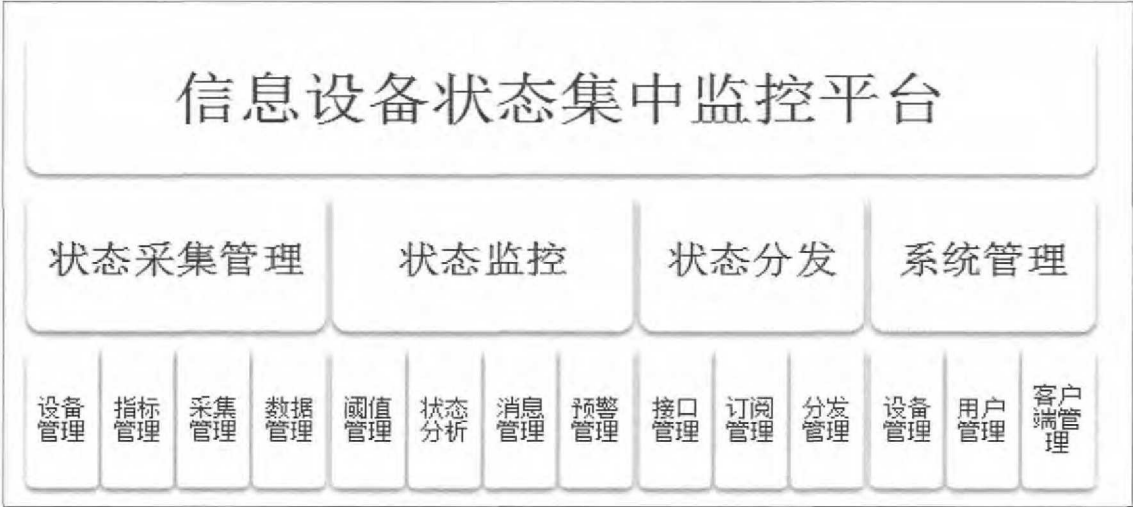 信息设备状态集中监控平台
状态采集管理
状态监控
状态分发
系统管理
设备
管理
指标
管理
采集
管理
数据
管理
阈值
管理
状态
分析
消息
管理
预警
管理
接口
管理
订阅
管理
分发
管理
设备
管理
用户
管理
客户
端管
理